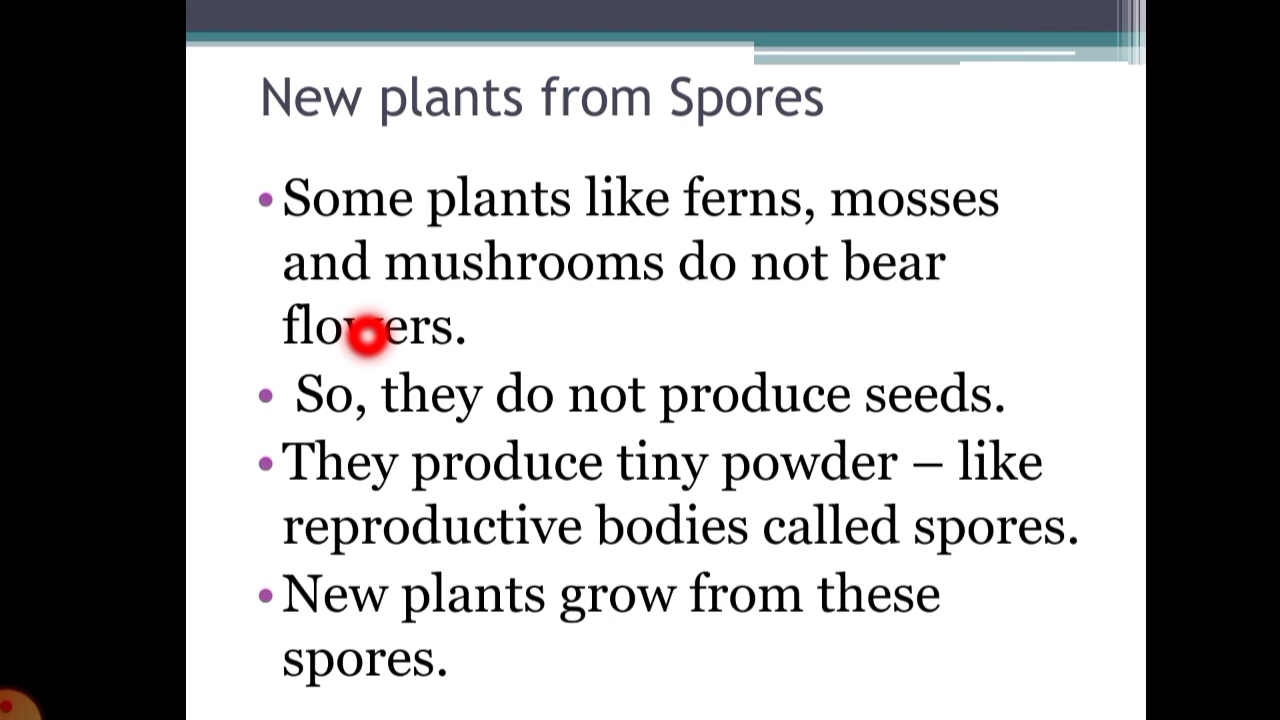 New plants from Spores
•Some plants like ferns, mosses
and mushrooms do not bear
flowers.
• So, they do not produce seeds.
•They produce tiny powder – like
reproductive bodies called spores.
•New plants grow from these
spores.